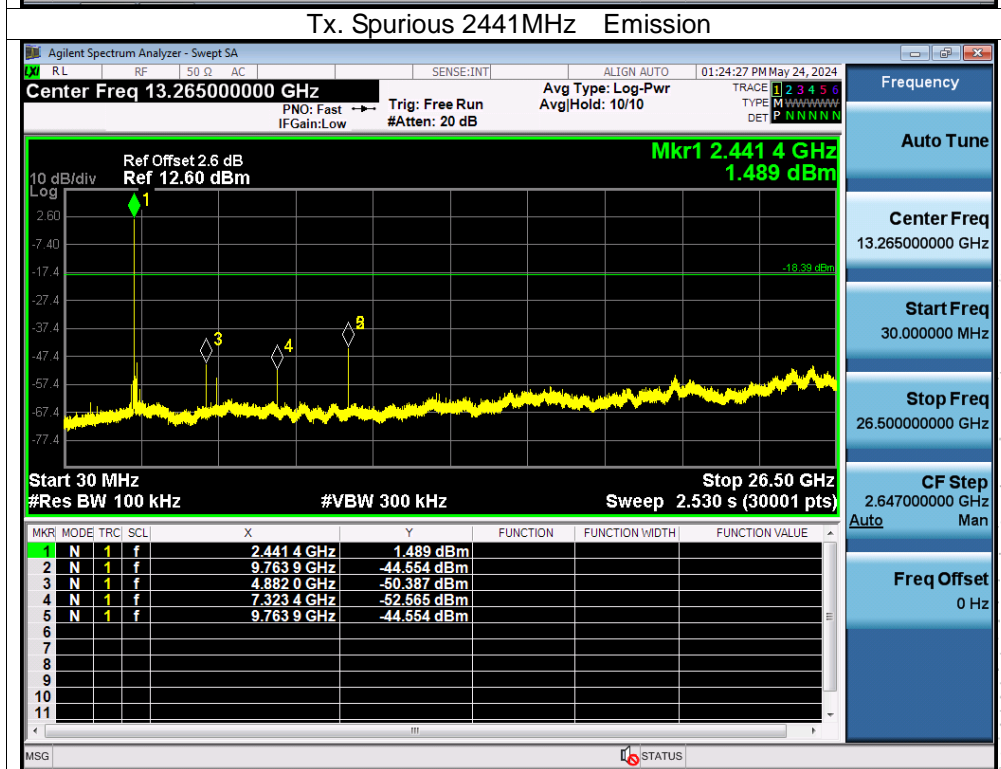 Tx. Spurious 2441MHz Emission
Agilent Spectrum Analyzer - Swept SA
LXI RL RF 50 Ω AC SENSE:INT ALIGN AUTO 01:24:27 PM May 24, 2024
Center Freq 13.265000000 GHz
PNO: Fast
IFGain:Low
Trig: Free Run
#Atten: 20 dB
Avg Type: Log-Pwr
Avg|Hold: 10/10
TRACE 1 2 3 4 5 6
TYPE M WWWWW
DET P N N N N N
Ref Offset 2.6 dB
10 dB/div Ref 12.60 dBm
Log
Mkr1 2.441 4 GHz
1.489 dBm
2.60
-7.40
-17.4
-27.4
-37.4
-47.4
-57.4
-67.4
-77.4
1
3
4
-18.39 dBm
Start 30 MHz Stop 26.50 GHz
#Res BW 100 kHz #VBW 300 kHz Sweep 2.530 s (30001 pts)
MKR MODE TRC SCL X Y FUNCTION FUNCTION WIDTH FUNCTION VALUE
1 N 1 f 2.441 4 GHz 1.489 dBm
2 N 1 f 9.763 9 GHz -44.554 dBm
3 N 1 f 4.882 0 GHz -50.387 dBm
4 N 1 f 7.323 4 GHz -52.565 dBm
5 N 1 f 9.763 9 GHz -44.554 dBm
6
7
8
9
10
11
MSG STATUS
Frequency
Auto Tune
Center Freq
13.265000000 GHz
Start Freq
30.000000 MHz
Stop Freq
26.500000000 GHz
CF Step
2.647000000 GHz
Auto Man
Freq Offset
0 Hz